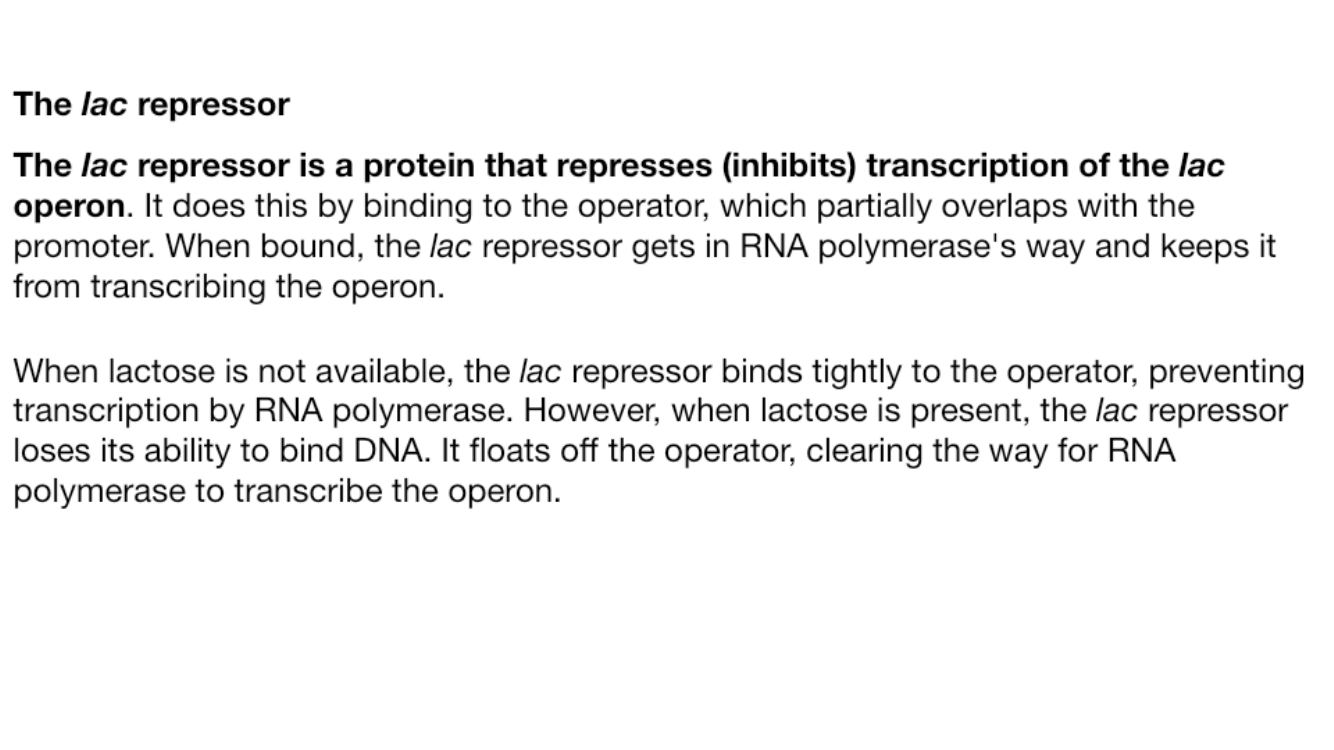 The lac repressor
The lac repressor is a protein that represses (inhibits) transcription of the lac
operon. It does this by binding to the operator, which partially overlaps with the
promoter. When bound, the lac repressor gets in RNA polymerase's way and keeps it
from transcribing the operon.
When lactose is not available, the lac repressor binds tightly to the operator, preventing
transcription by RNA polymerase. However, when lactose is present, the lac repressor
loses its ability to bind DNA. It floats off the operator, clearing the way for RNA
polymerase to transcribe the operon.